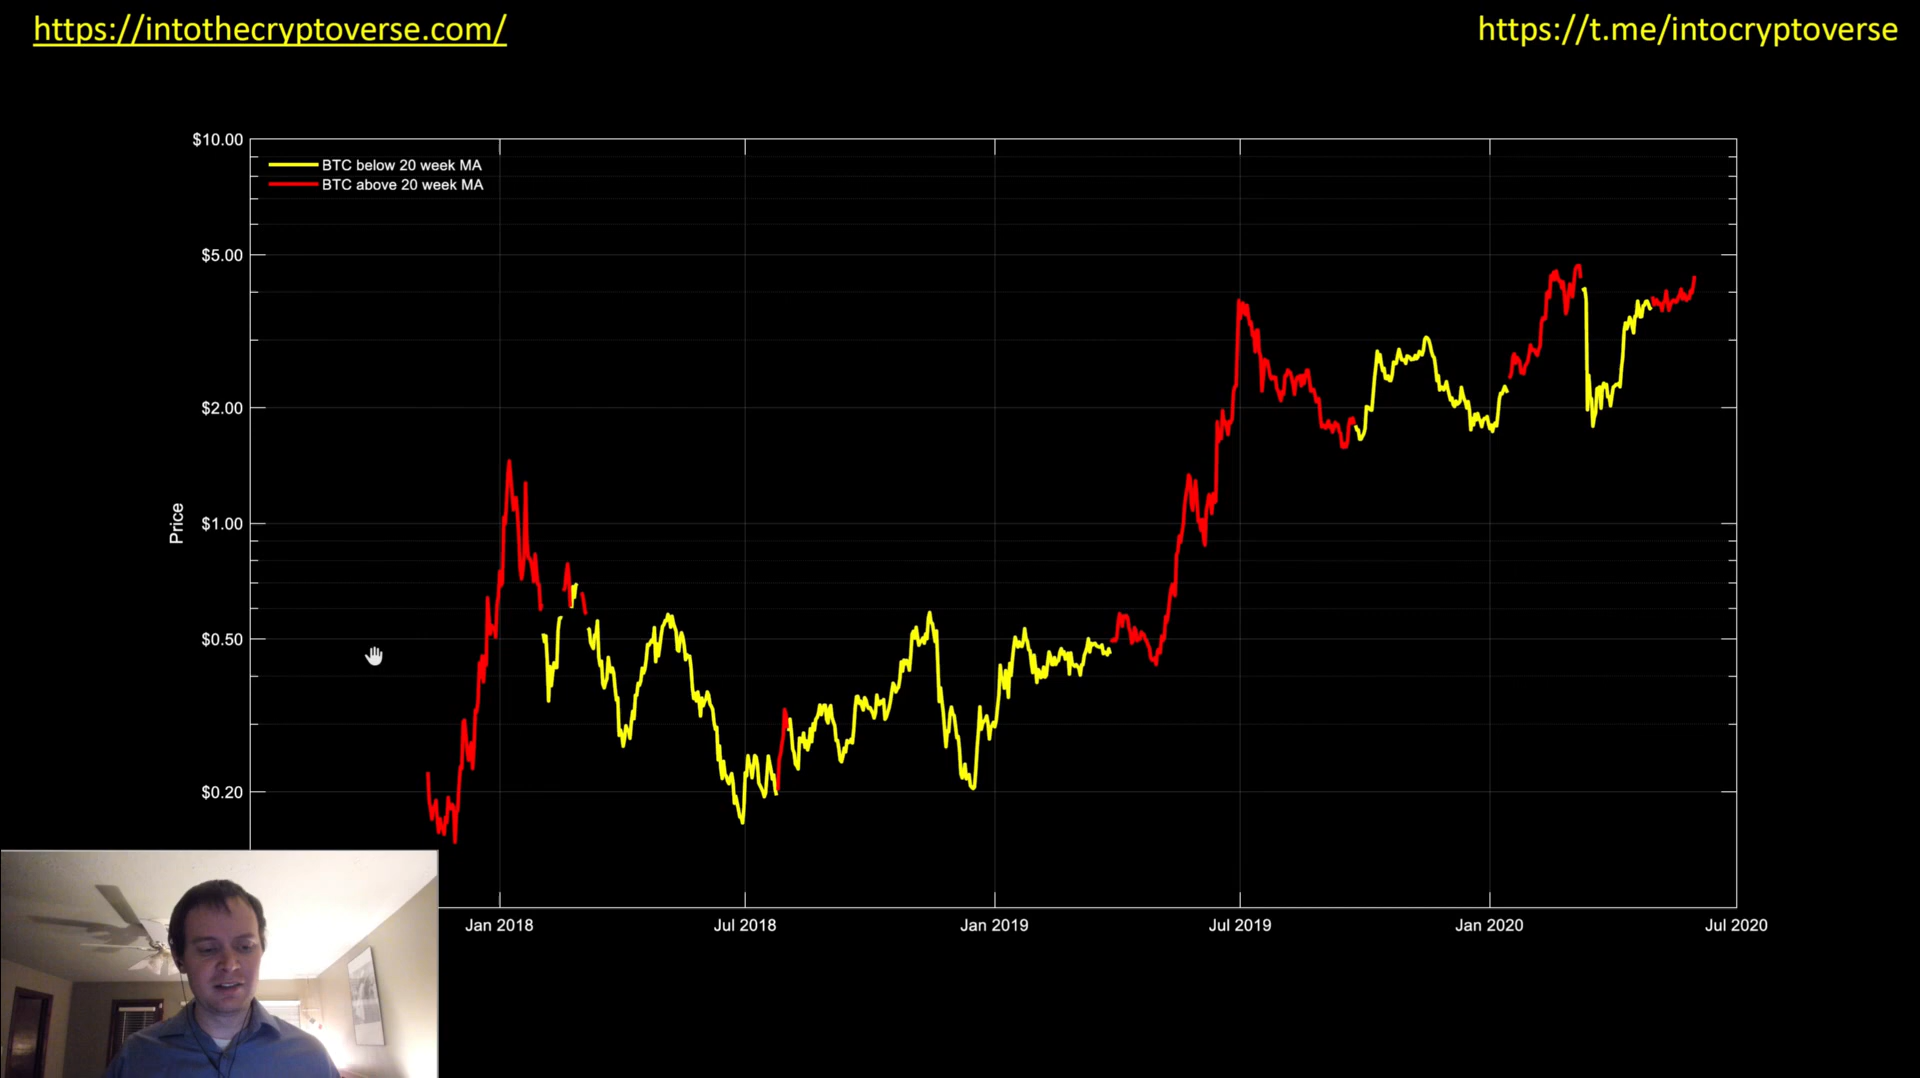 https://intothecryptoverse.com/
https://t.me/intocryptoverse
$10.00
BTC below 20 week MA
BTC above 20 week MA
$5.00
$2.00
Price
$1.00
$0.50
$0.20
Jan 2018
Jul 2018
Jan 2019
Jul 2019
Jan 2020
Jul 2020